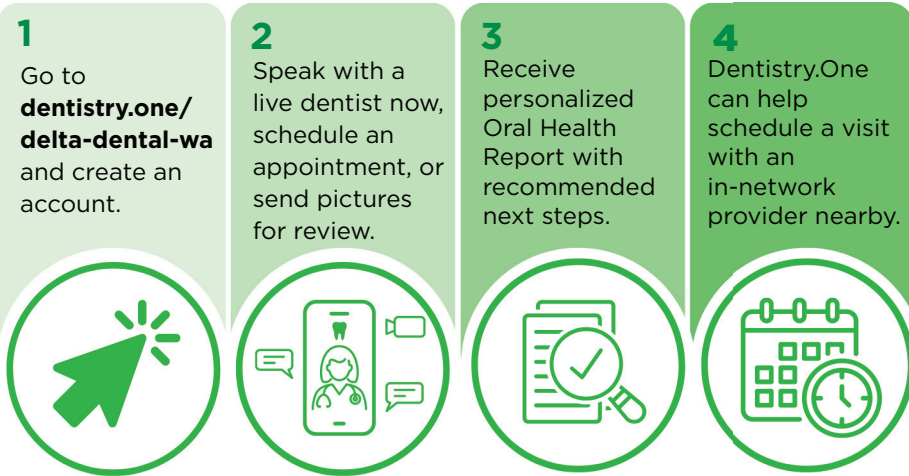 1
Go to
dentistry.one/
delta-dental-wa
and create an
account.
2
Speak with a
live dentist now,
schedule an
appointment, or
send pictures
for review.
3
Receive
personalized
Oral Health
Report with
recommended
next steps.
4
Dentistry.One
can help
schedule a visit
with an
in-network
provider nearby.